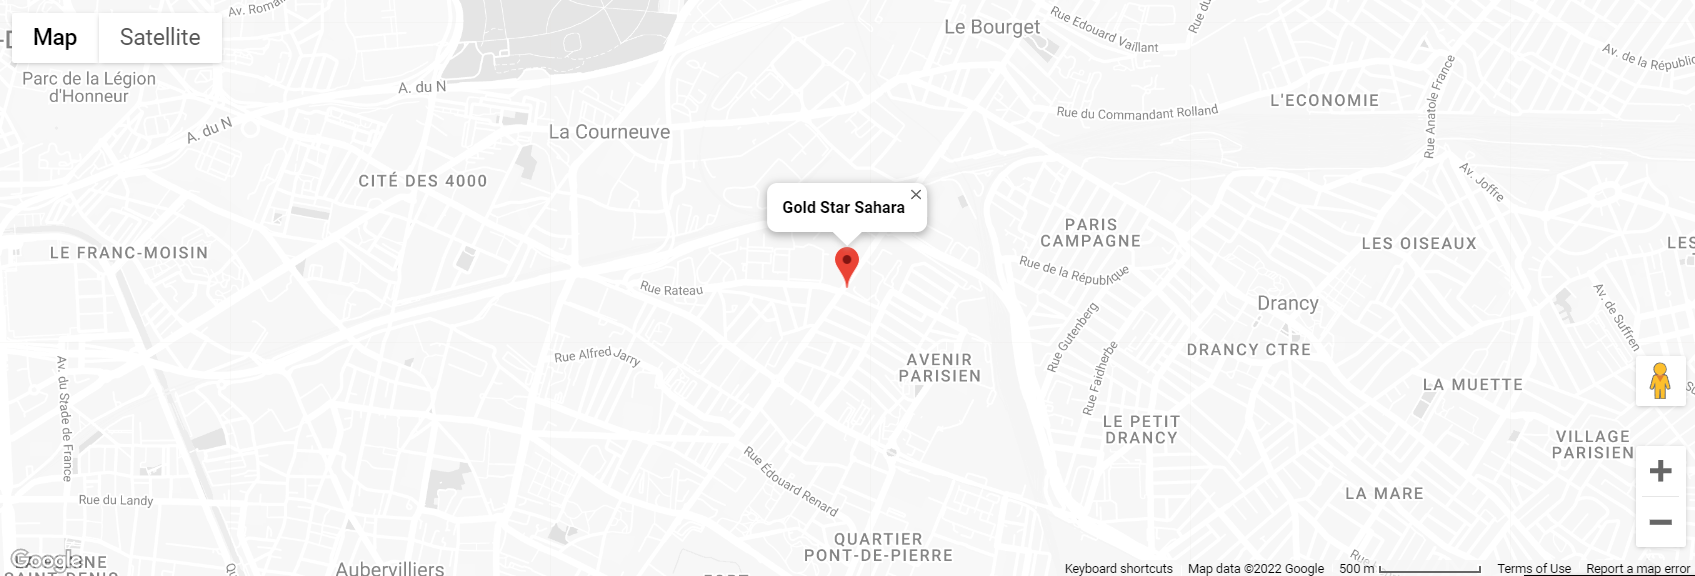 Av. Romai
Le Bourget
Rue Edouard Vaillant
Rue du
Map
Satellite
Av. de la Républic
Parc de la Légion
d'Honneur
A. du N
L'ECONOMIE
Rue du Commandant Rolland
Rue Anatole France
A. du N
La Courneuve
CITÉ DES 4000
Av. Joffre
Gold Star Sahara
PARIS
CAMPAGNE
LE FRANC-MOISIN
LES OISEAUX
LES
Rue de la République
Rue Rateau
Drancy
Av. de Suffren
Rue Gutenberg
Rue Alfred Jarry
AVENIR
PARISIEN
DRANCY CTRE
Rue Faidherbe
LA MUETTE
Av. du Stade de France
LE PETIT
DRANCY
VILLAGE
PARISIEN
Rue Édouard Renard
Rue du Landy
LA MARE
QUARTIER
PONT-DE-PIERRE
Google
Aubervilliers
Rue
Keyboard shortcuts
Map data ©2022 Google
500 m
Terms of Use
Report a map error